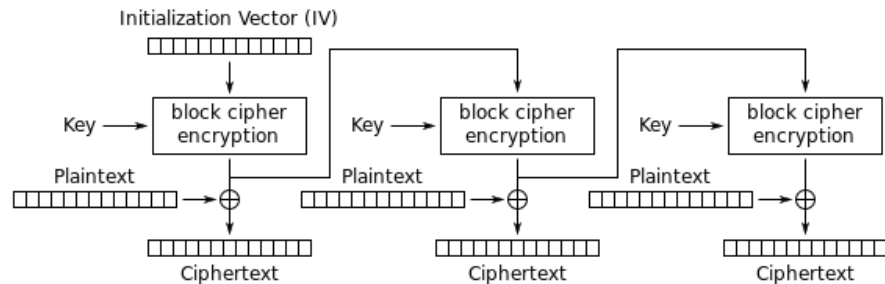 Initialization Vector (IV)
block cipher
encryption
block cipher
encryption
block cipher
encryption
Key
Key
Key
Plaintext
Plaintext
Plaintext
Ciphertext
Ciphertext
Ciphertext